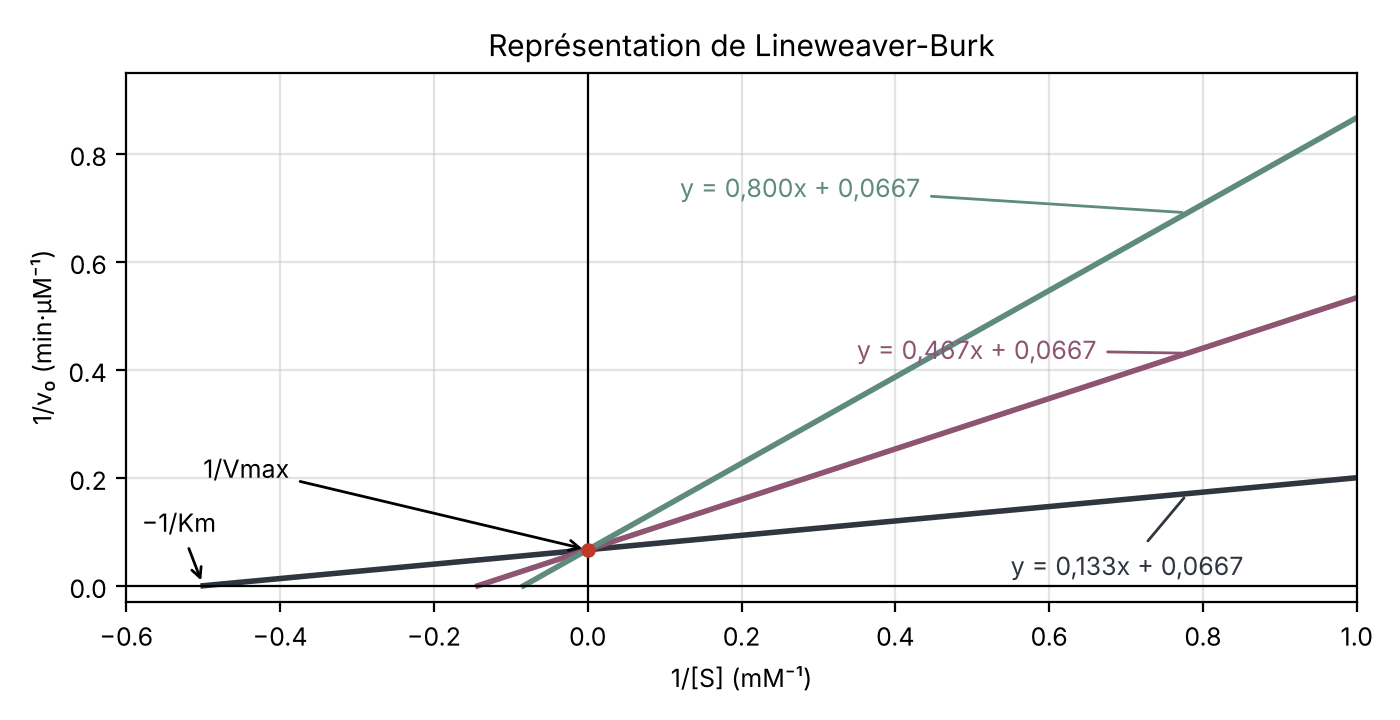 Représentation de Lineweaver-Burk
1/v₀ (min·µM⁻¹)
0.8
0.6
0.4
0.2
0.0
y = 0,800x + 0,0667
y = 0,467x + 0,0667
1/Vmax
−1/Km
y = 0,133x + 0,0667
−0.6 −0.4 −0.2 0.0 0.2 0.4 0.6 0.8 1.0
1/[S] (mM⁻¹)